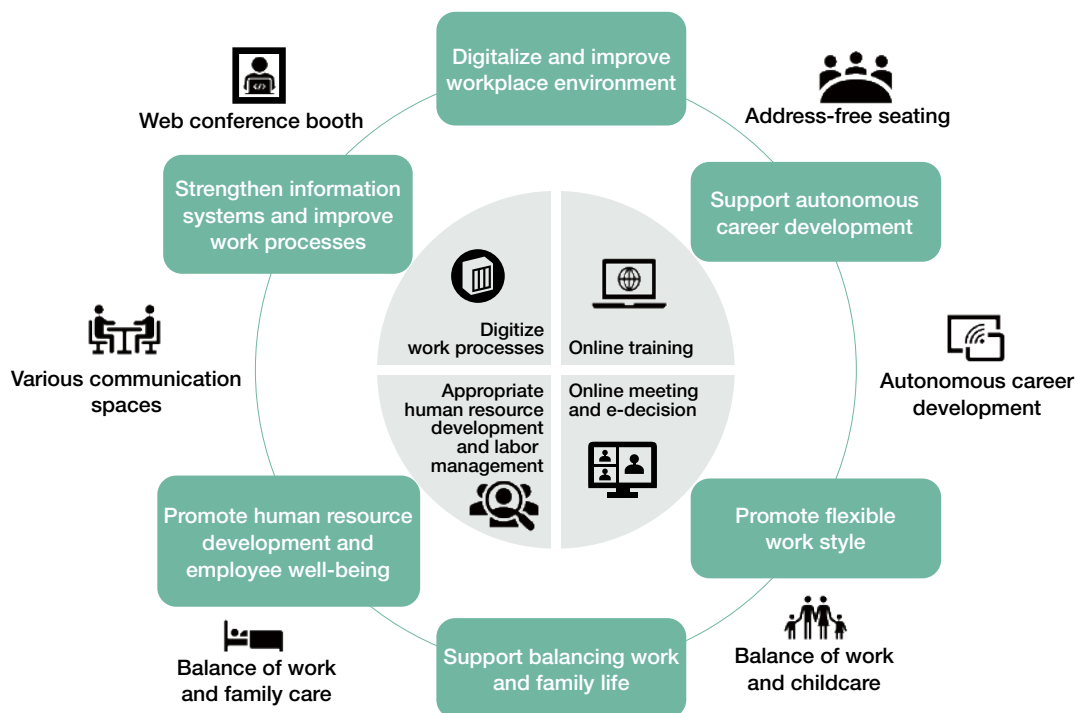 Digitalize and improve
workplace environment
Web conference booth
Address-free seating
Strengthen information
systems and improve
work processes
Support autonomous
career development
Digitize
work processes
Online training
Various communication
spaces
Autonomous career
development
Appropriate
human resource
development
and labor
management
Online meeting
and e-decision
Promote human resource
development and
employee well-being
Promote flexible
work style
Balance of work
and family care
Support balancing work
and family life
Balance of work
and childcare